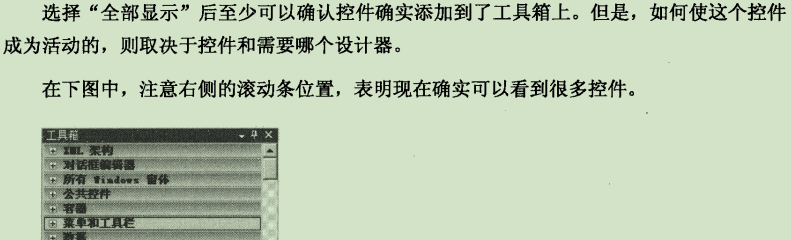 选择“全部显示”后至少可以确认控件确实添加到了工具箱上。但是，如何使这个控件
成为活动的，则取决于控件和需要哪个设计器。
在下图中，注意右侧的滚动条位置，表明现在确实可以看到很多控件。
工具箱
XML 架构
对话框编辑器
所有 Windows 窗体
公共控件
容器
菜单和工具栏
数据